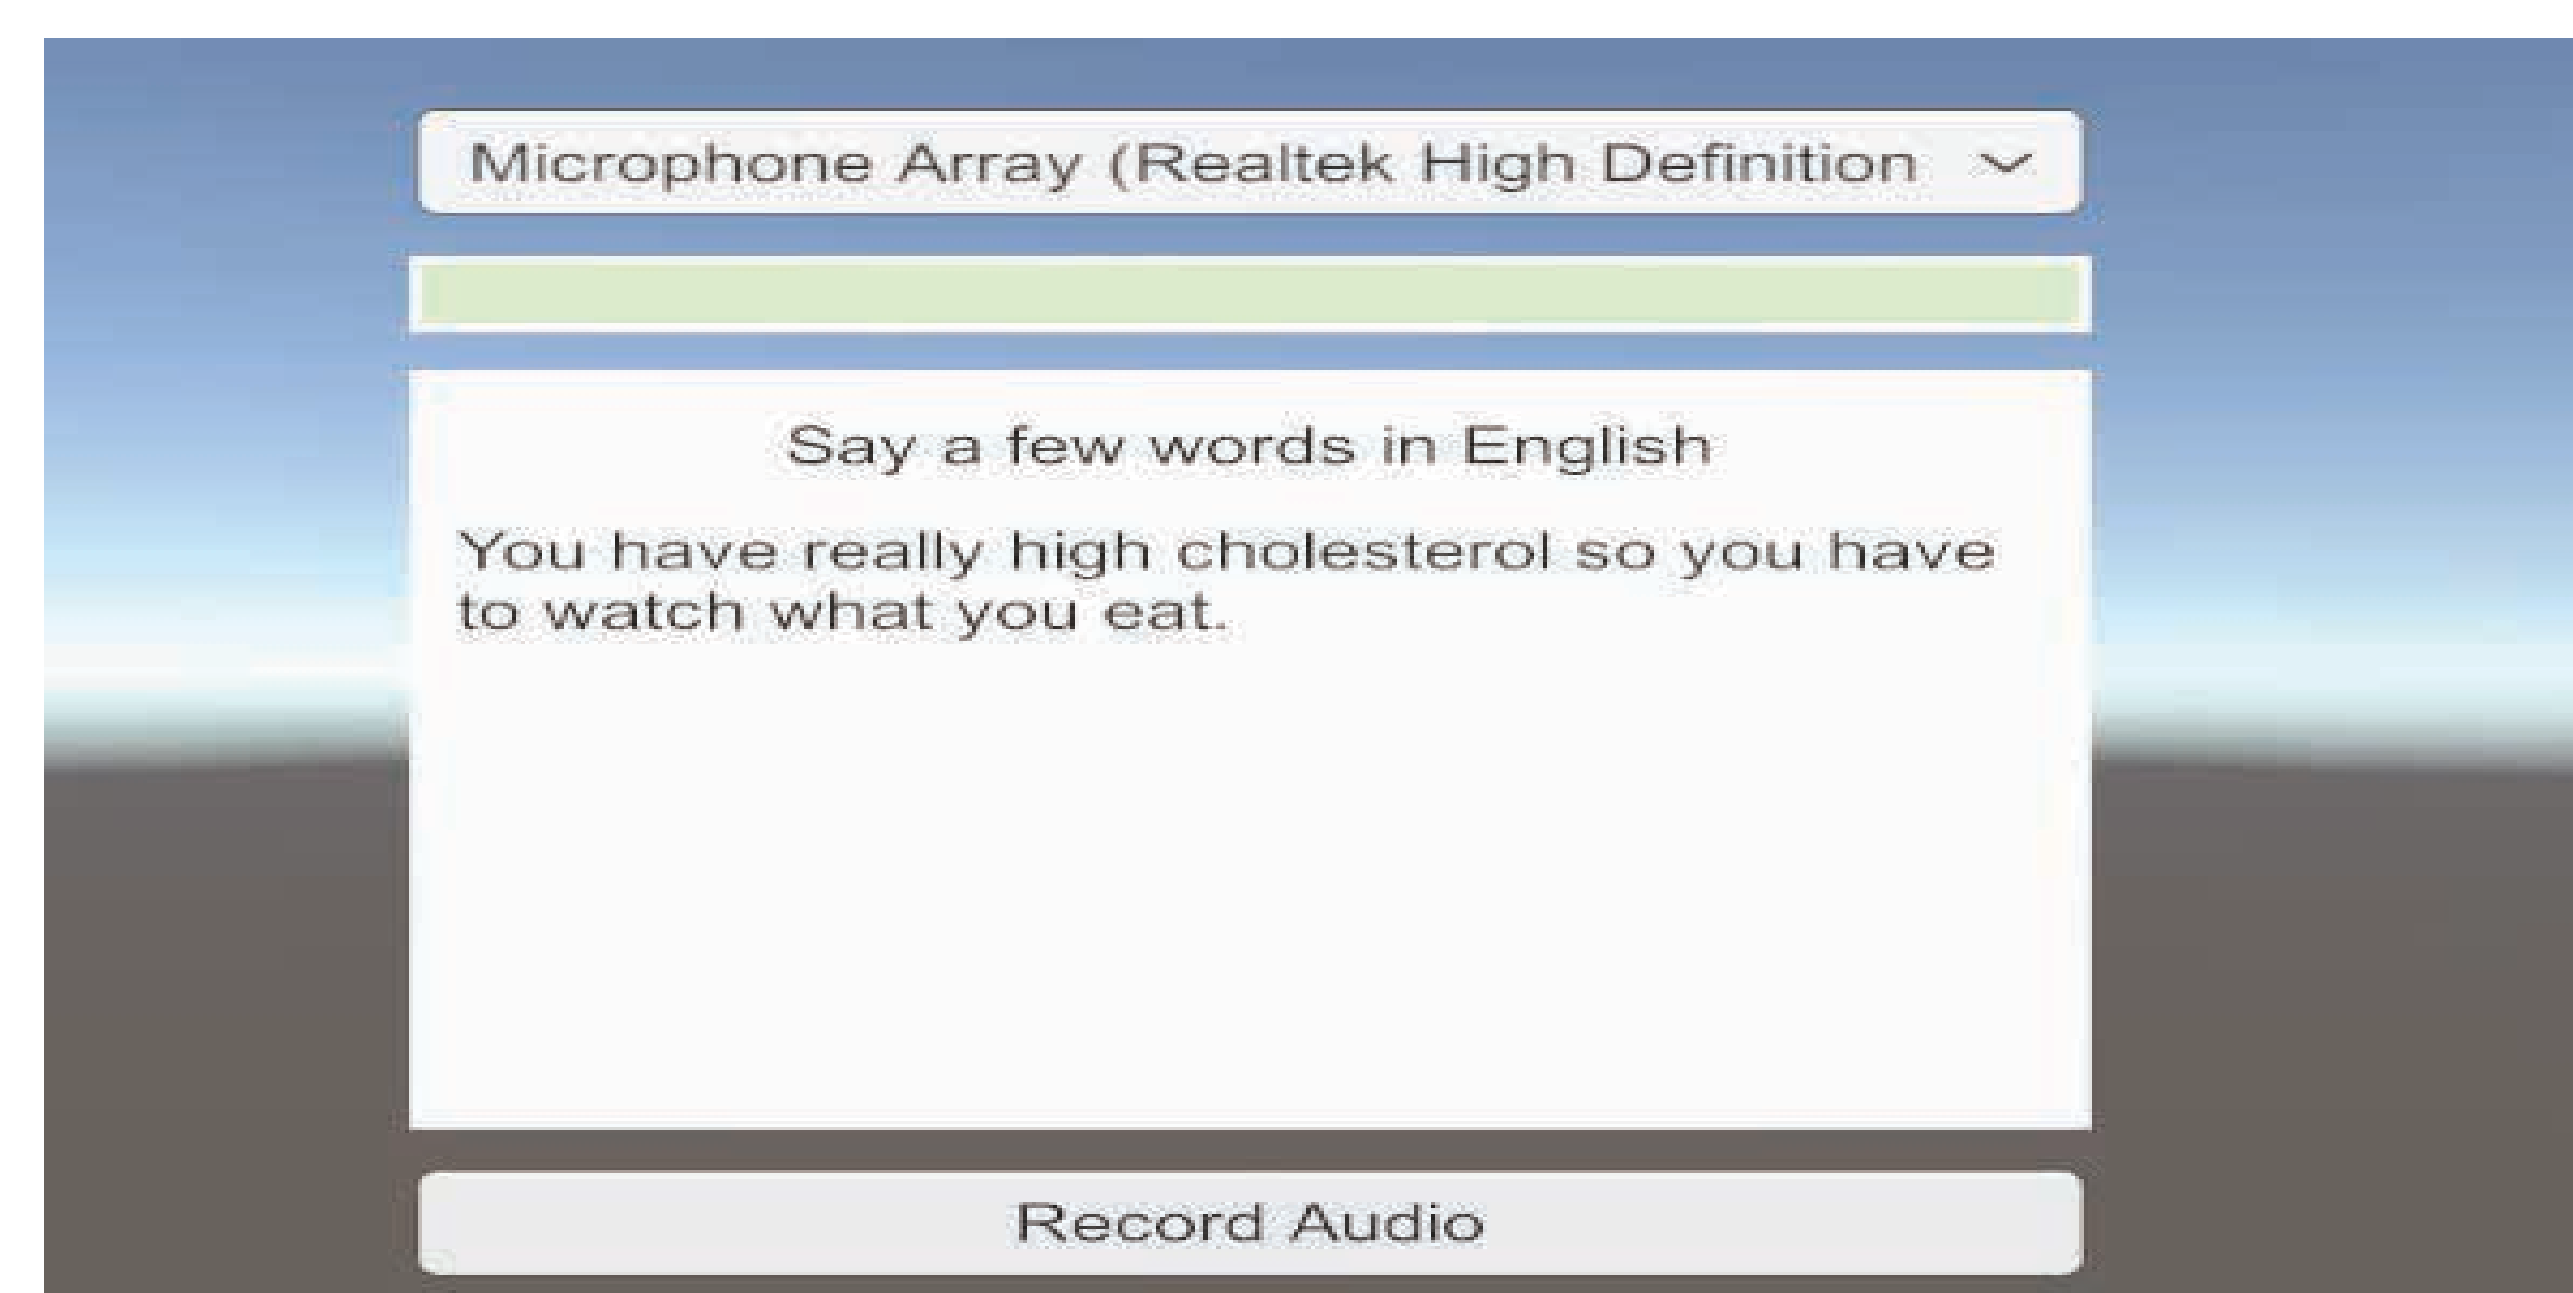 Microphone Array (Realtek High Definition
Say a few words in English
You have really high cholesterol so you have
to watch what you eat.
Record Audio